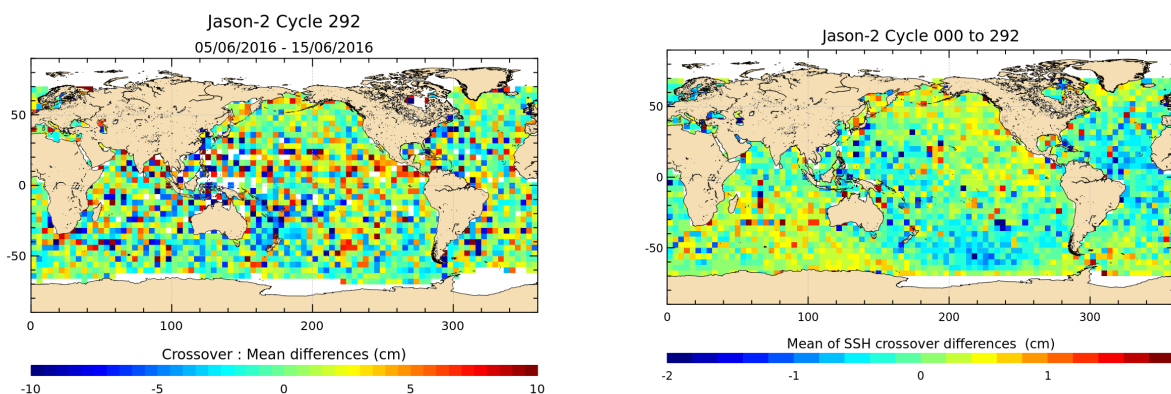 Jason-2 Cycle 292
05/06/2016 - 15/06/2016
50
0
-50
0 100 200 300
Crossover : Mean differences (cm)
-10 -5 0 5 10
Jason-2 Cycle 000 to 292
50
0
-50
0 100 200 300
Mean of SSH crossover differences (cm)
-2 -1 0 1